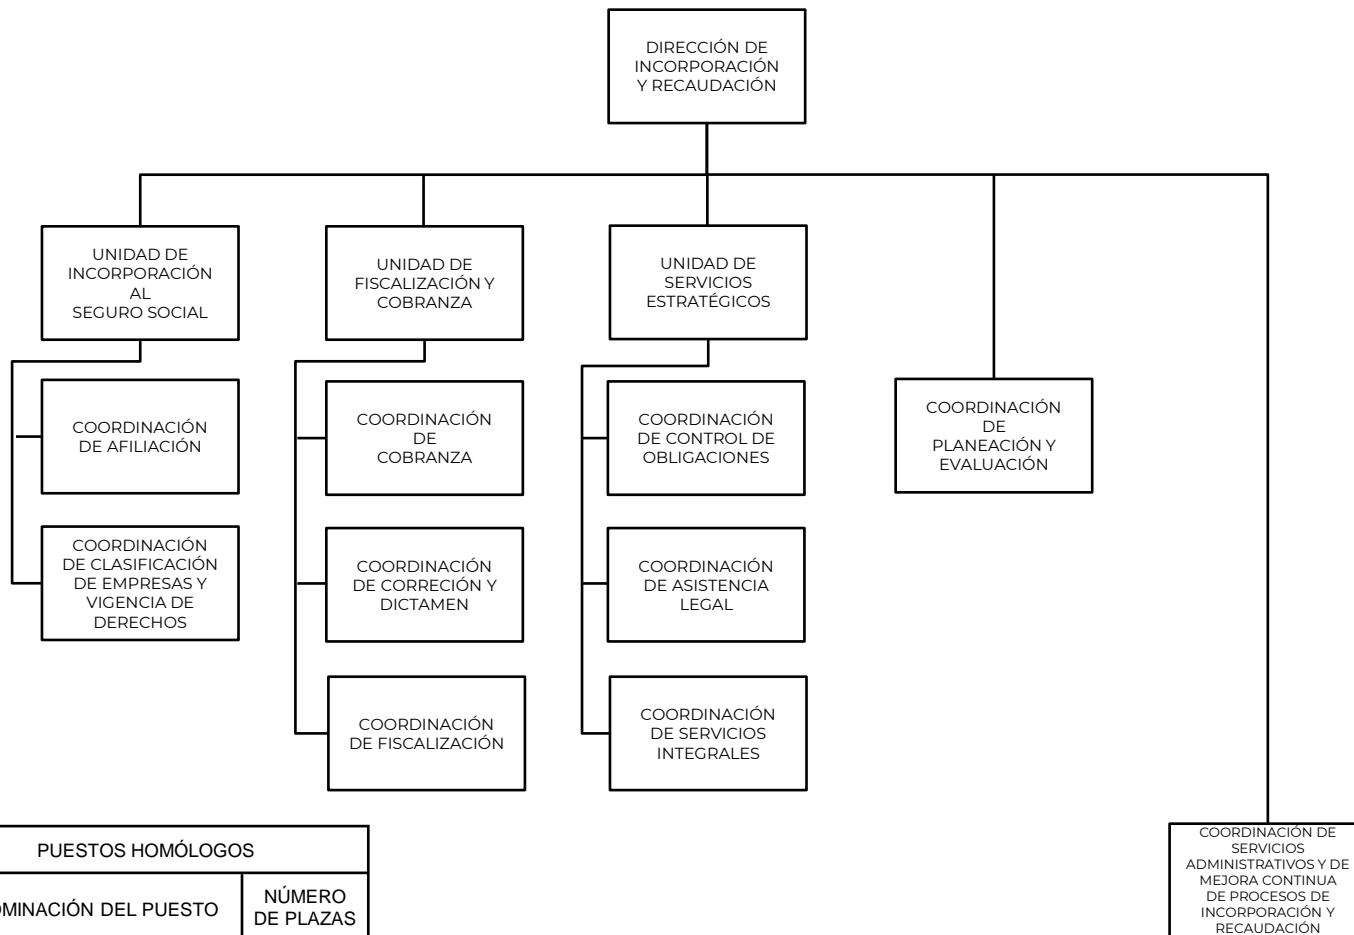 DIRECCIÓN DE
INCORPORACIÓN
Y RECAUDACIÓN
UNIDAD DE
INCORPORACIÓN
AL
SEGURO SOCIAL
UNIDAD DE
FISCALIZACIÓN Y
COBRANZA
UNIDAD DE
SERVICIOS
ESTRATÉGICOS
COORDINACIÓN
DE AFILIACIÓN
COORDINACIÓN
DE
COBRANZA
COORDINACIÓN
DE CONTROL DE
OBLIGACIONES
COORDINACIÓN
DE
PLANEACIÓN Y
EVALUACIÓN
COORDINACIÓN
DE CLASIFICACIÓN
DE EMPRESAS Y
VIGENCIA DE
DERECHOS
COORDINACIÓN
DE CORRECIÓN Y
DICTAMEN
COORDINACIÓN
DE ASISTENCIA
LEGAL
COORDINACIÓN
DE FISCALIZACIÓN
COORDINACIÓN
DE SERVICIOS
INTEGRALES
PUESTOS HOMÓLOGOS
DEL PUESTO
NÚMERO
DE PLAZAS
COORDINACIÓN DE
SERVICIOS
ADMINISTRATIVOS Y DE
MEJORA CONTINUA
DE PROCESOS DE
INCORPORACIÓN Y
RECAUDACIÓN